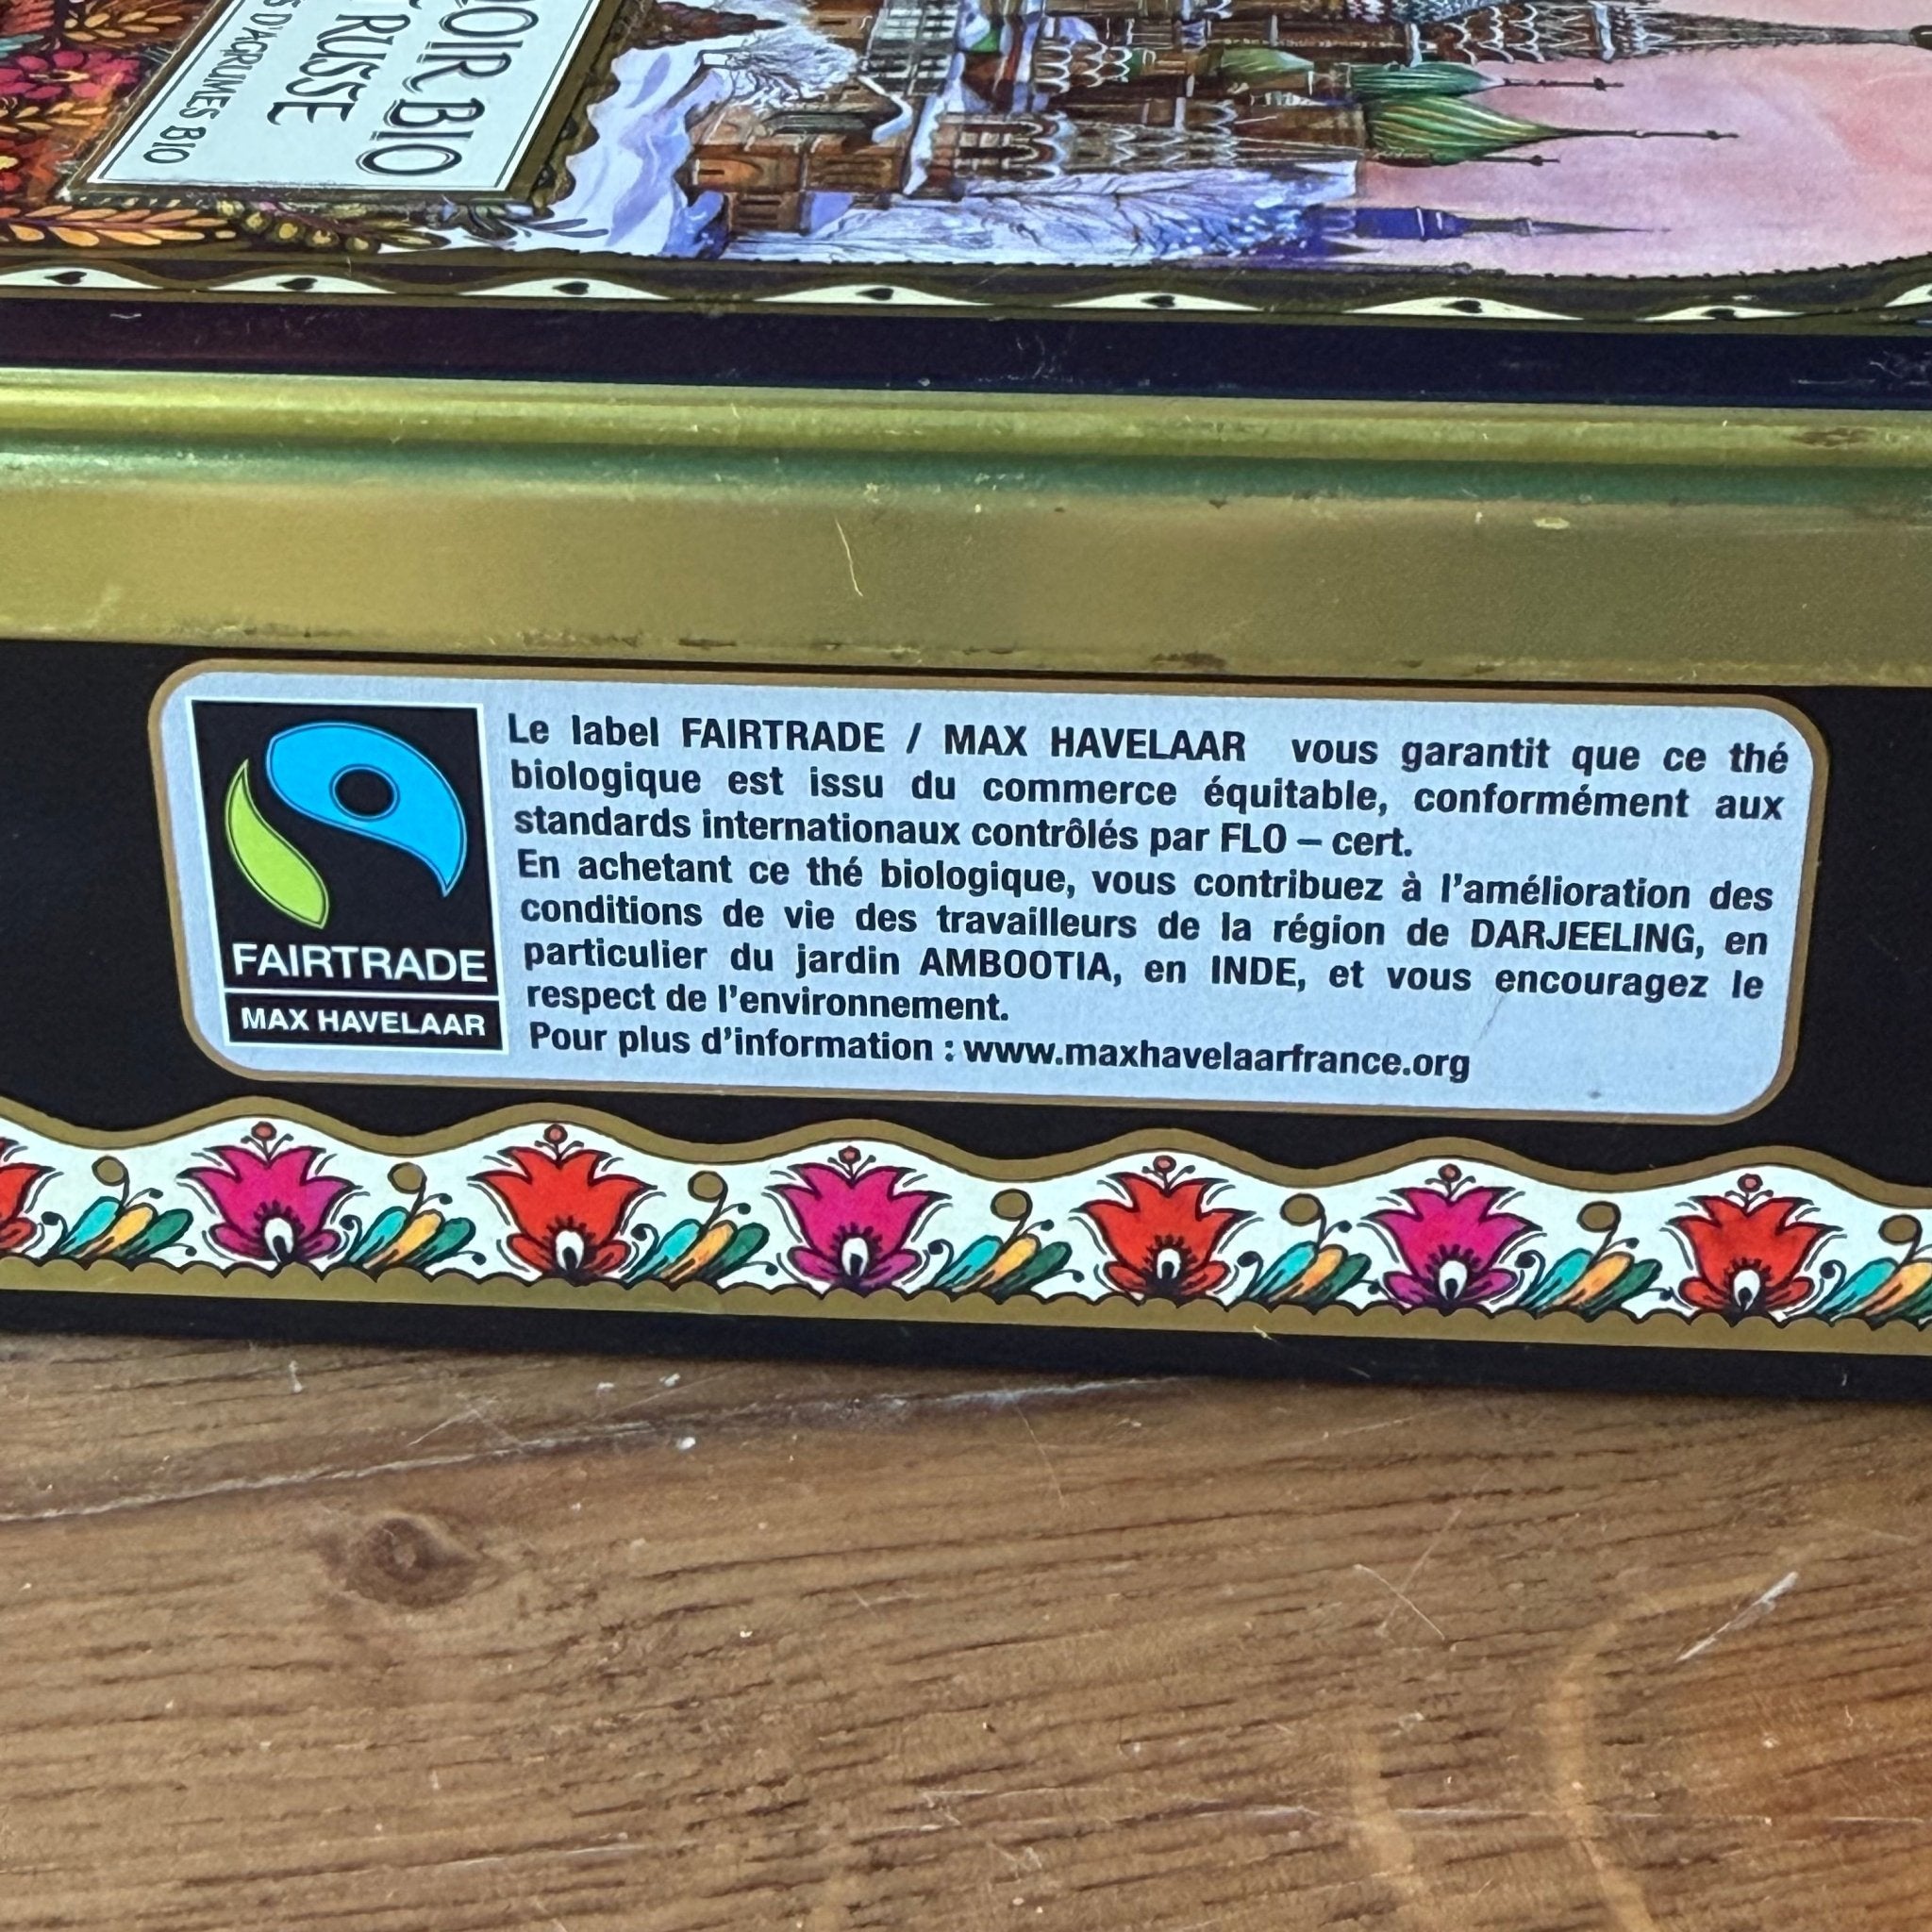 OIR BIO
RUSSE
S D'AGRUMES BIO
FAIRTRADE
MAX HAVELAAR
Le label FAIRTRADE / MAX HAVELAAR vous garantit que ce thé
biologique est issu du commerce équitable, conformément aux
standards internationaux contrôlés par FLO – cert.
En achetant ce thé biologique, vous contribuez à l'amélioration des
conditions de vie des travailleurs de la région de DARJEELING, en
particulier du jardin AMBOOTIA, en INDE, et vous encouragez le
respect de l'environnement.
Pour plus d'information : www.maxhavelaarfrance.org